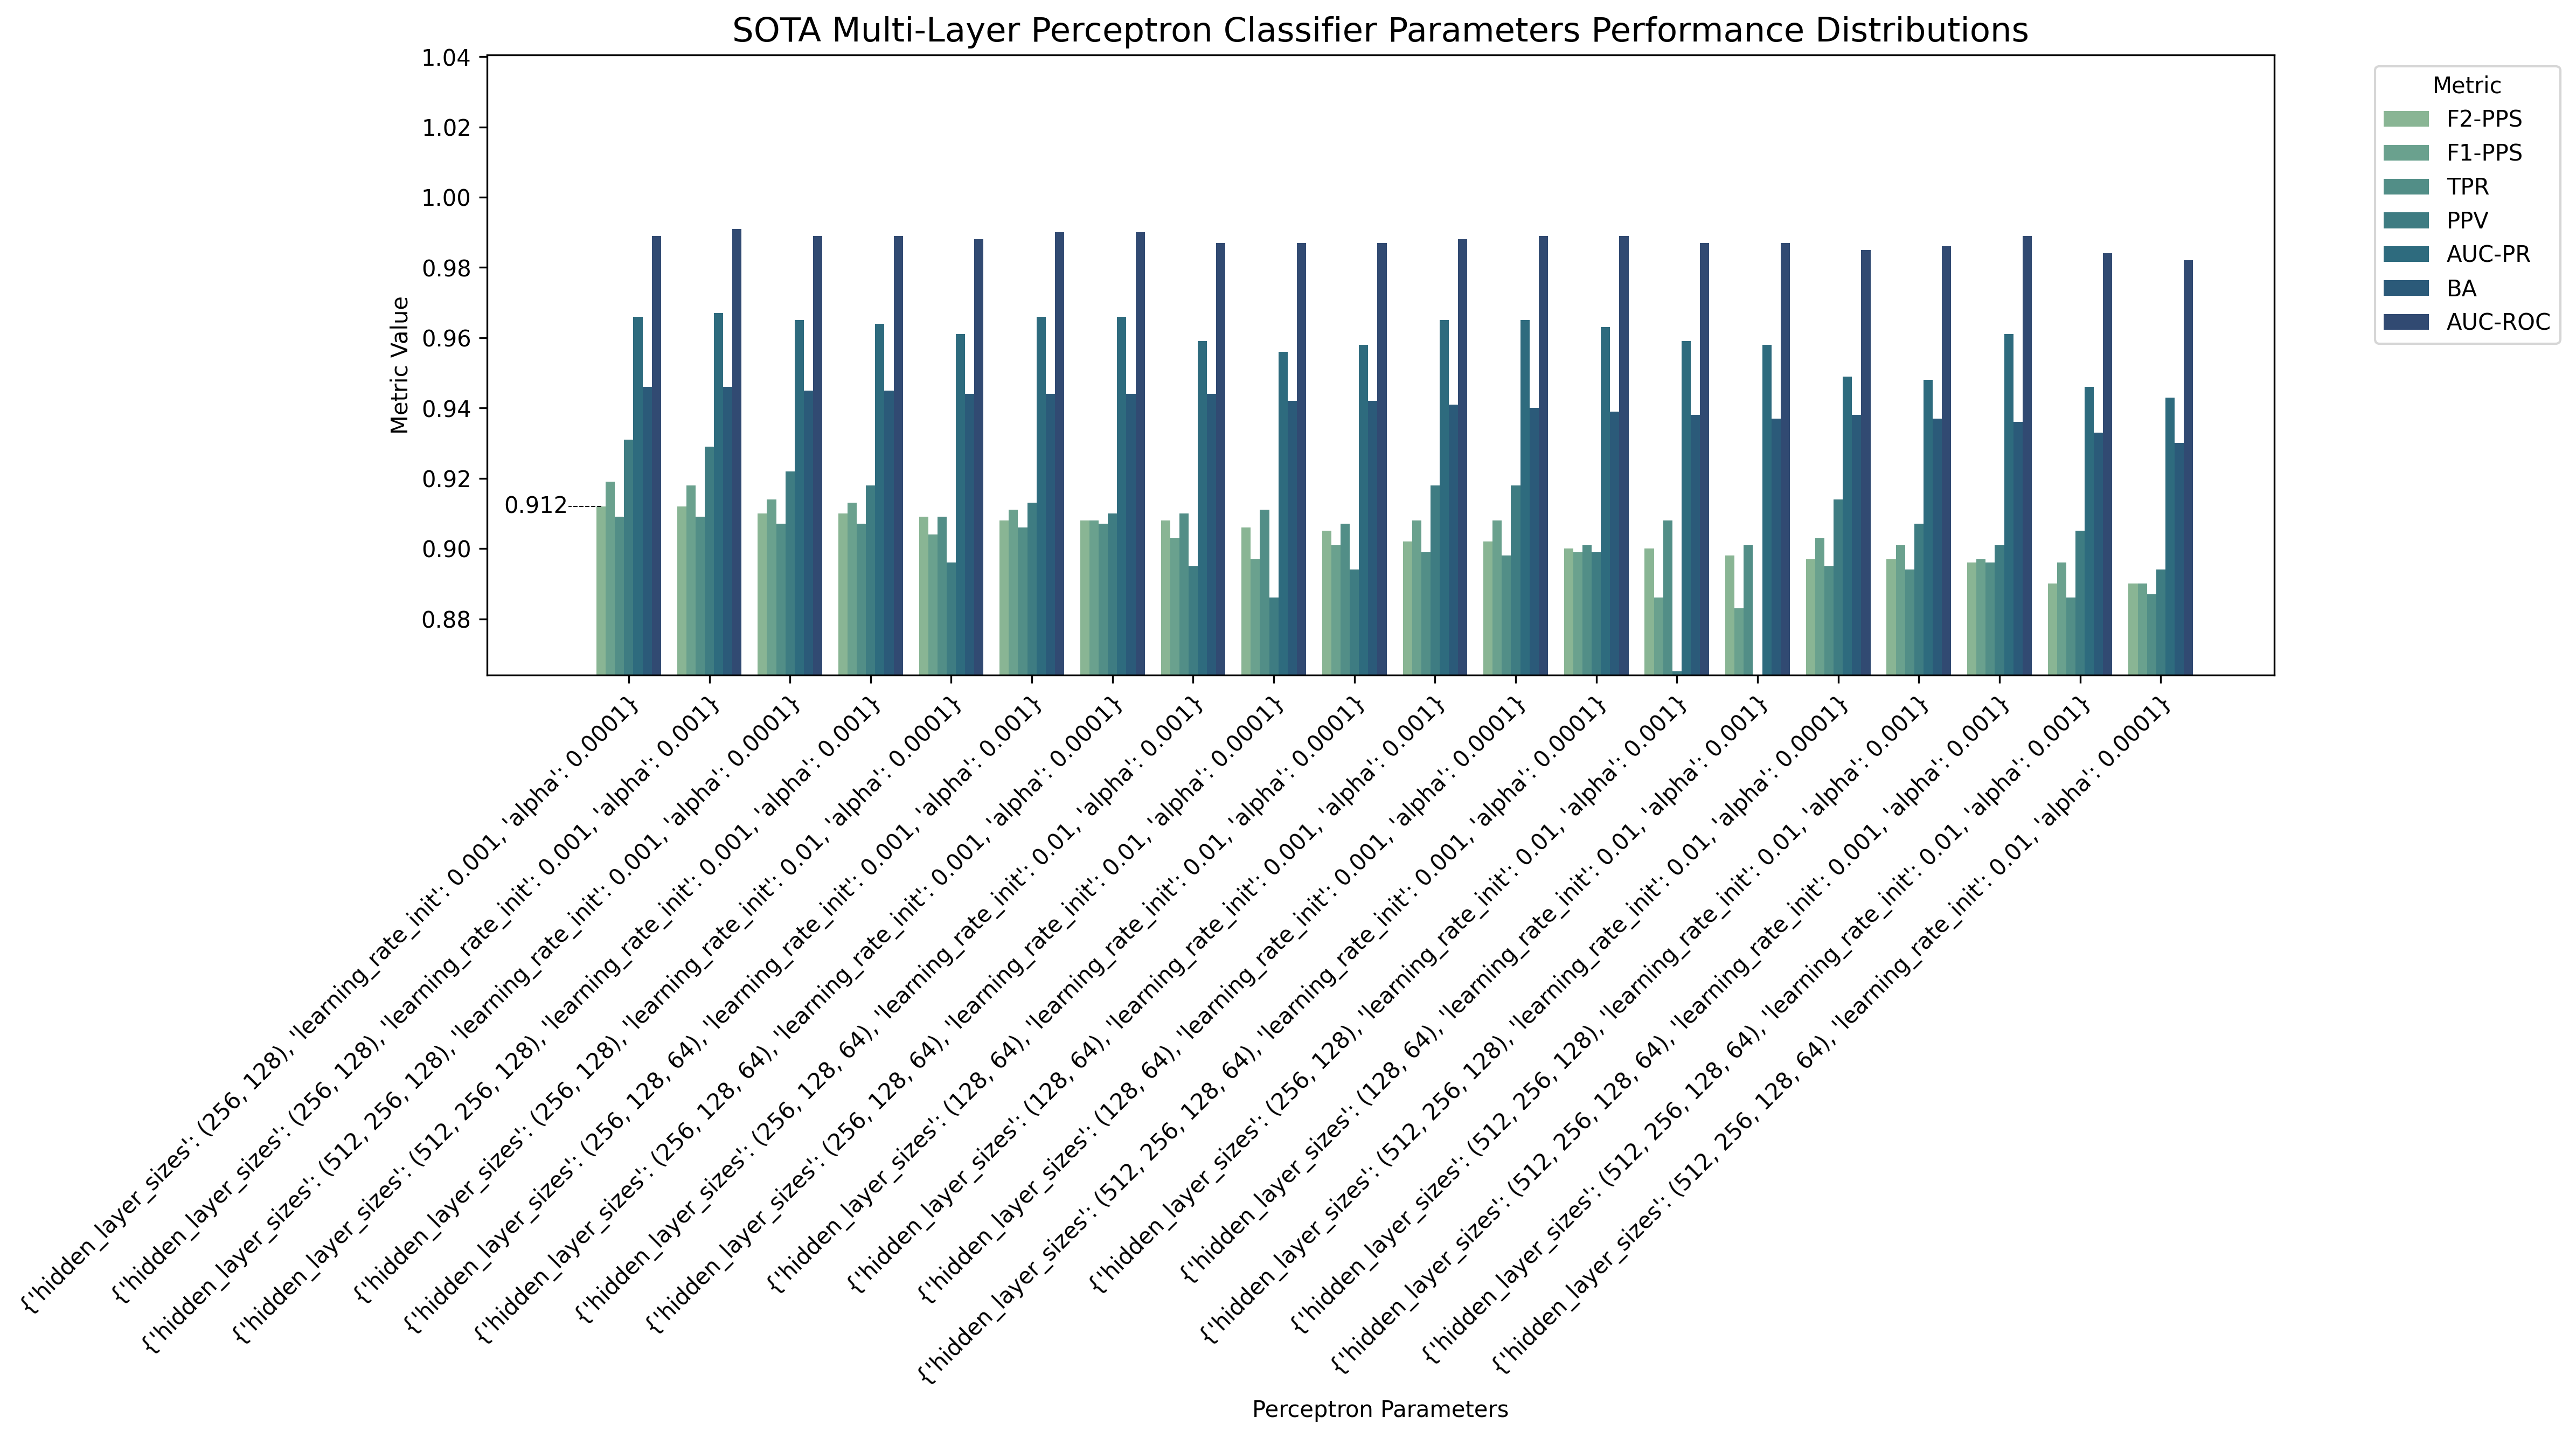 SOTA Multi-Layer Perceptron Classifier Parameters Performance Distributions
Metric Value
1.04
1.02
1.00
0.98
0.96
0.94
0.92
0.90
0.88
0.912
Metric
F2-PPS
F1-PPS
TPR
PPV
AUC-PR
BA
AUC-ROC
{'hidden_layer_sizes': (256, 128), 'learning_rate_init': 0.001, 'alpha': 0.0001}
{'hidden_layer_sizes': (256, 128), 'learning_rate_init': 0.001, 'alpha': 0.001}
{'hidden_layer_sizes': (512, 256, 128), 'learning_rate_init': 0.001, 'alpha': 0.0001}
{'hidden_layer_sizes': (512, 256, 128), 'learning_rate_init': 0.001, 'alpha': 0.001}
{'hidden_layer_sizes': (256, 128), 'learning_rate_init': 0.01, 'alpha': 0.0001}
{'hidden_layer_sizes': (256, 128, 64), 'learning_rate_init': 0.001, 'alpha': 0.001}
{'hidden_layer_sizes': (256, 128, 64), 'learning_rate_init': 0.001, 'alpha': 0.0001}
{'hidden_layer_sizes': (256, 128, 64), 'learning_rate_init': 0.01, 'alpha': 0.001}
{'hidden_layer_sizes': (256, 128, 64), 'learning_rate_init': 0.01, 'alpha': 0.0001}
{'hidden_layer_sizes': (128, 64), 'learning_rate_init': 0.01, 'alpha': 0.0001}
{'hidden_layer_sizes': (128, 64), 'learning_rate_init': 0.001, 'alpha': 0.001}
{'hidden_layer_sizes': (128, 64), 'learning_rate_init': 0.001, 'alpha': 0.0001}
{'hidden_layer_sizes': (512, 256, 128, 64), 'learning_rate_init': 0.001, 'alpha': 0.0001}
{'hidden_layer_sizes': (256, 128), 'learning_rate_init': 0.01, 'alpha': 0.001}
{'hidden_layer_sizes': (128, 64), 'learning_rate_init': 0.01, 'alpha': 0.001}
{'hidden_layer_sizes': (512, 256, 128), 'learning_rate_init': 0.01, 'alpha': 0.0001}
{'hidden_layer_sizes': (512, 256, 128), 'learning_rate_init': 0.01, 'alpha': 0.001}
{'hidden_layer_sizes': (512, 256, 128, 64), 'learning_rate_init': 0.001, 'alpha': 0.001}
{'hidden_layer_sizes': (512, 256, 128, 64), 'learning_rate_init': 0.01, 'alpha': 0.001}
{'hidden_layer_sizes': (512, 256, 128, 64), 'learning_rate_init': 0.01, 'alpha': 0.0001}
Perceptron Parameters